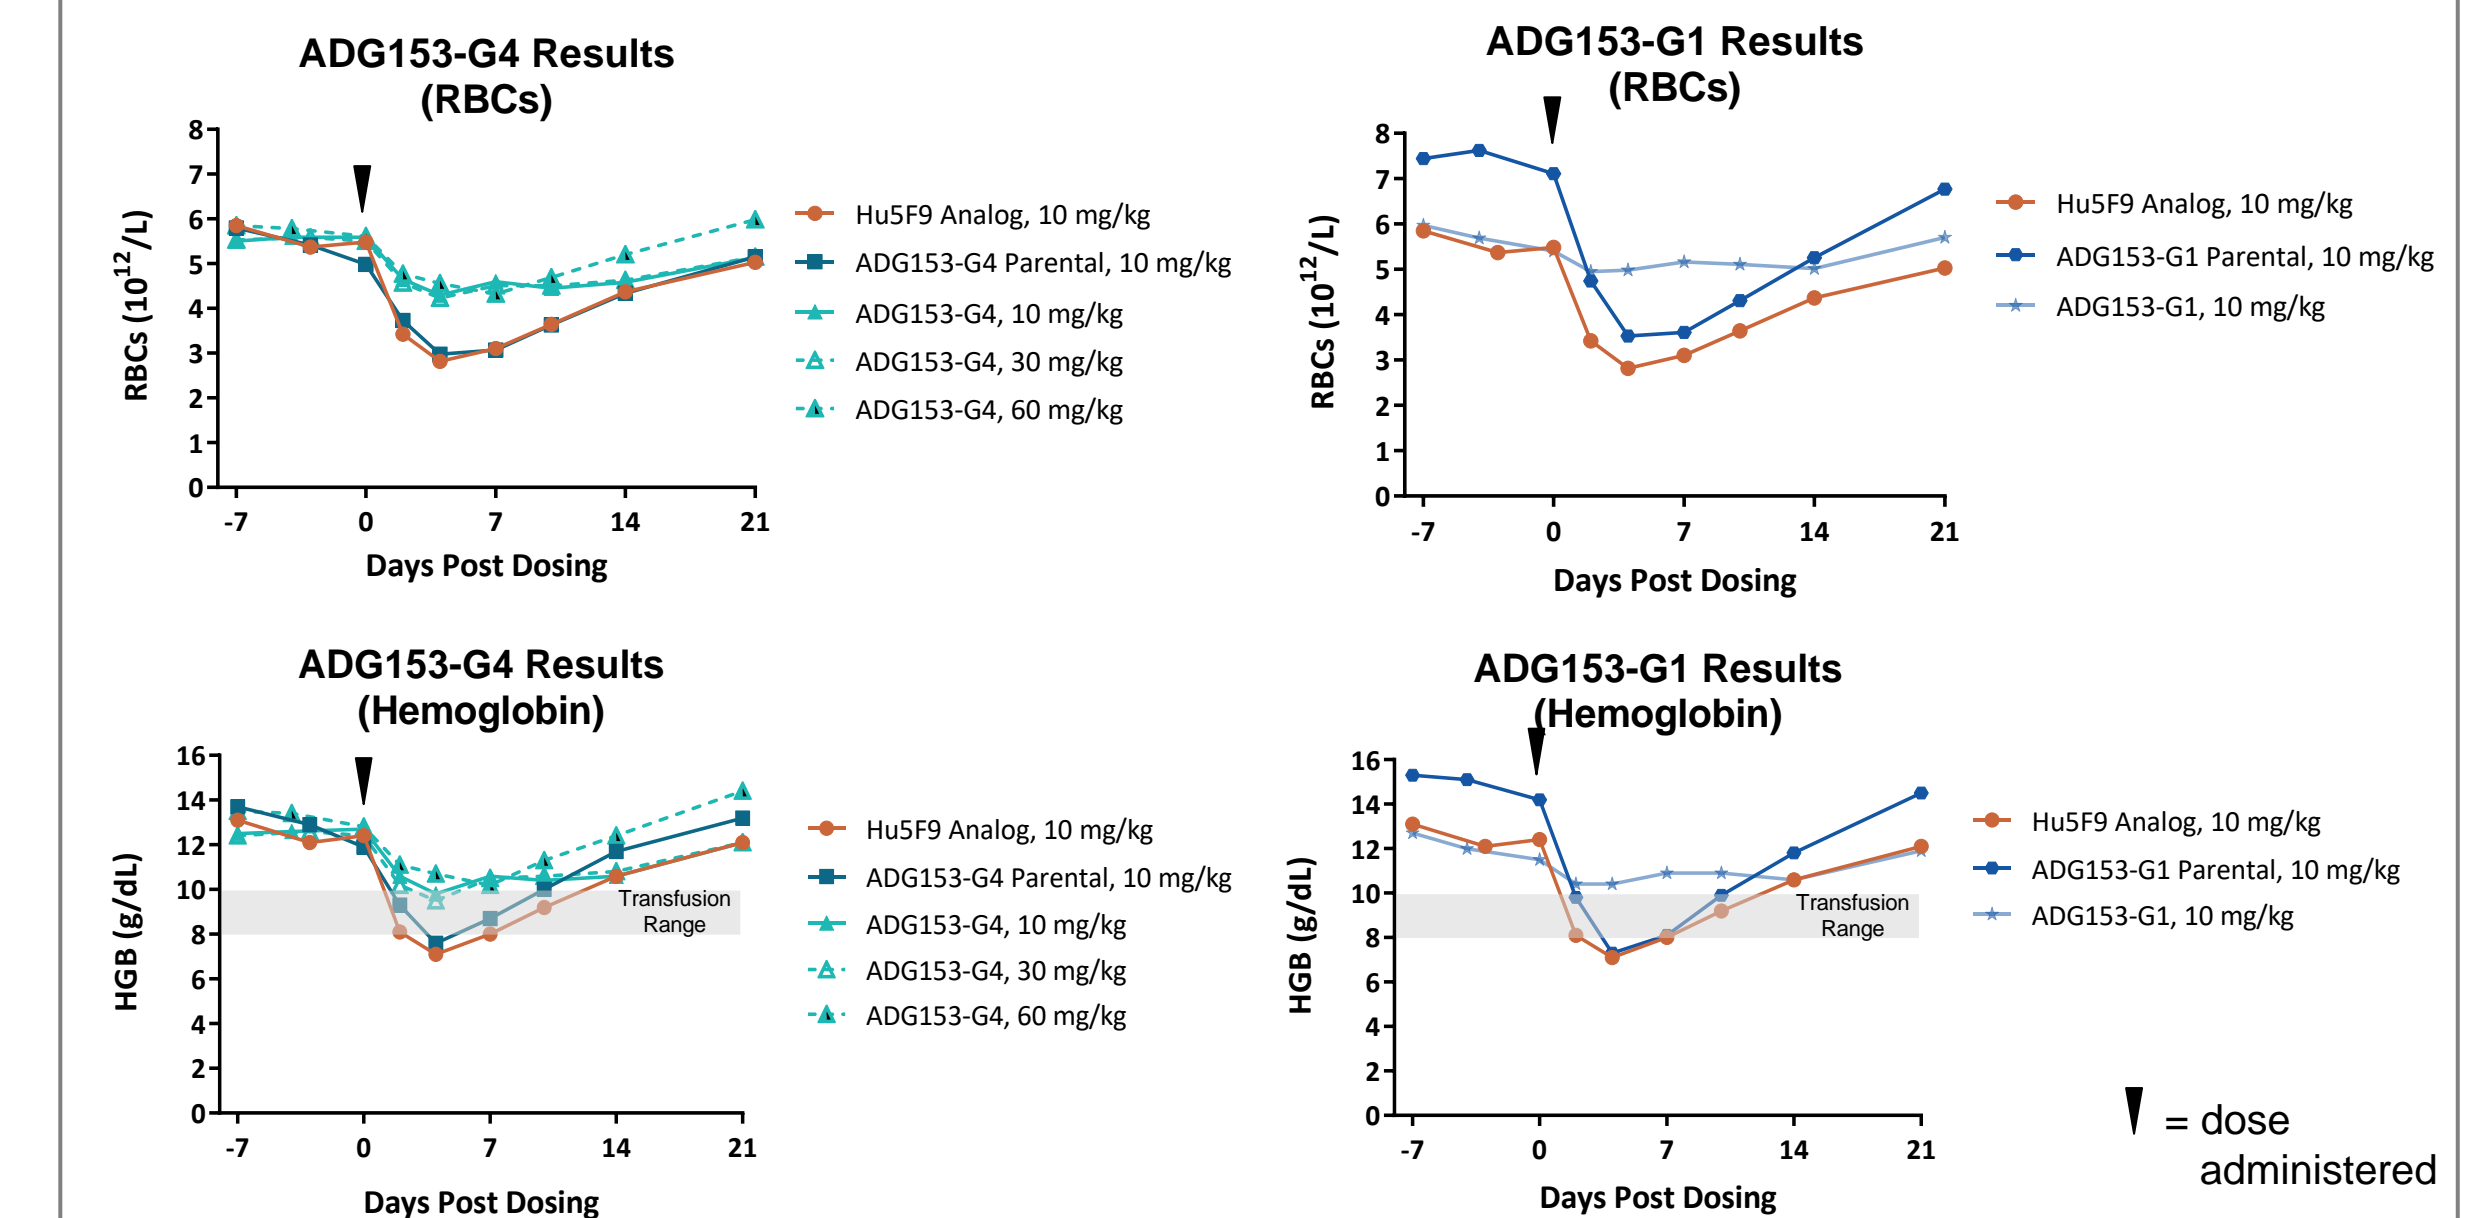 ADG153-G4 Results
(RBCs)
8
7
6
5
4
3
2
1
0
RBCs (10^12/L)
-7 0 7 14 21
Days Post Dosing
Hu5F9 Analog, 10 mg/kg
ADG153-G4 Parental, 10 mg/kg
ADG153-G4, 10 mg/kg
ADG153-G4, 30 mg/kg
ADG153-G4, 60 mg/kg
ADG153-G1 Results
(RBCs)
8
7
6
5
4
3
2
1
0
RBCs (10^12/L)
-7 0 7 14 21
Days Post Dosing
Hu5F9 Analog, 10 mg/kg
ADG153-G1 Parental, 10 mg/kg
ADG153-G1, 10 mg/kg
ADG153-G4 Results
(Hemoglobin)
16
14
12
10
8
6
4
2
0
HGB (g/dL)
Transfusion
Range
-7 0 7 14 21
Days Post Dosing
Hu5F9 Analog, 10 mg/kg
ADG153-G4 Parental, 10 mg/kg
ADG153-G4, 10 mg/kg
ADG153-G4, 30 mg/kg
ADG153-G4, 60 mg/kg
ADG153-G1 Results
(Hemoglobin)
16
14
12
10
8
6
4
2
0
HGB (g/dL)
Transfusion
Range
-7 0 7 14 21
Days Post Dosing
Hu5F9 Analog, 10 mg/kg
ADG153-G1 Parental, 10 mg/kg
ADG153-G1, 10 mg/kg
= dose
administered